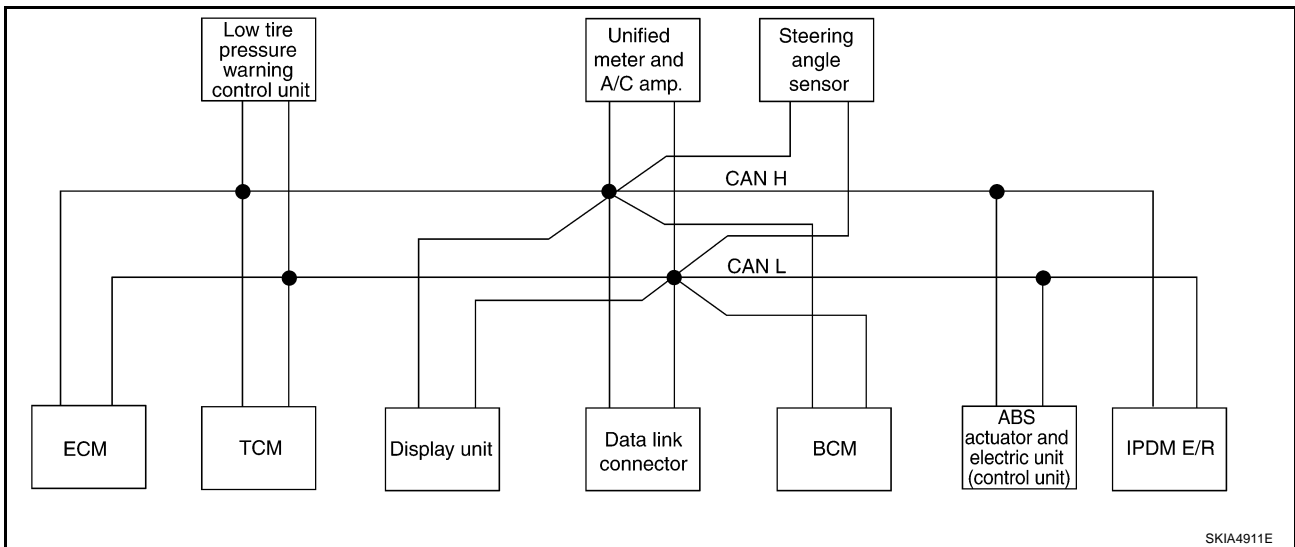 Low tire
pressure
warning
control unit
Unified
meter and
A/C amp.
Steering
angle
sensor
CAN H
CAN L
ECM
TCM
Display unit
Data link
connector
BCM
ABS
actuator and
electric unit
(control unit)
IPDM E/R
SKIA4911E